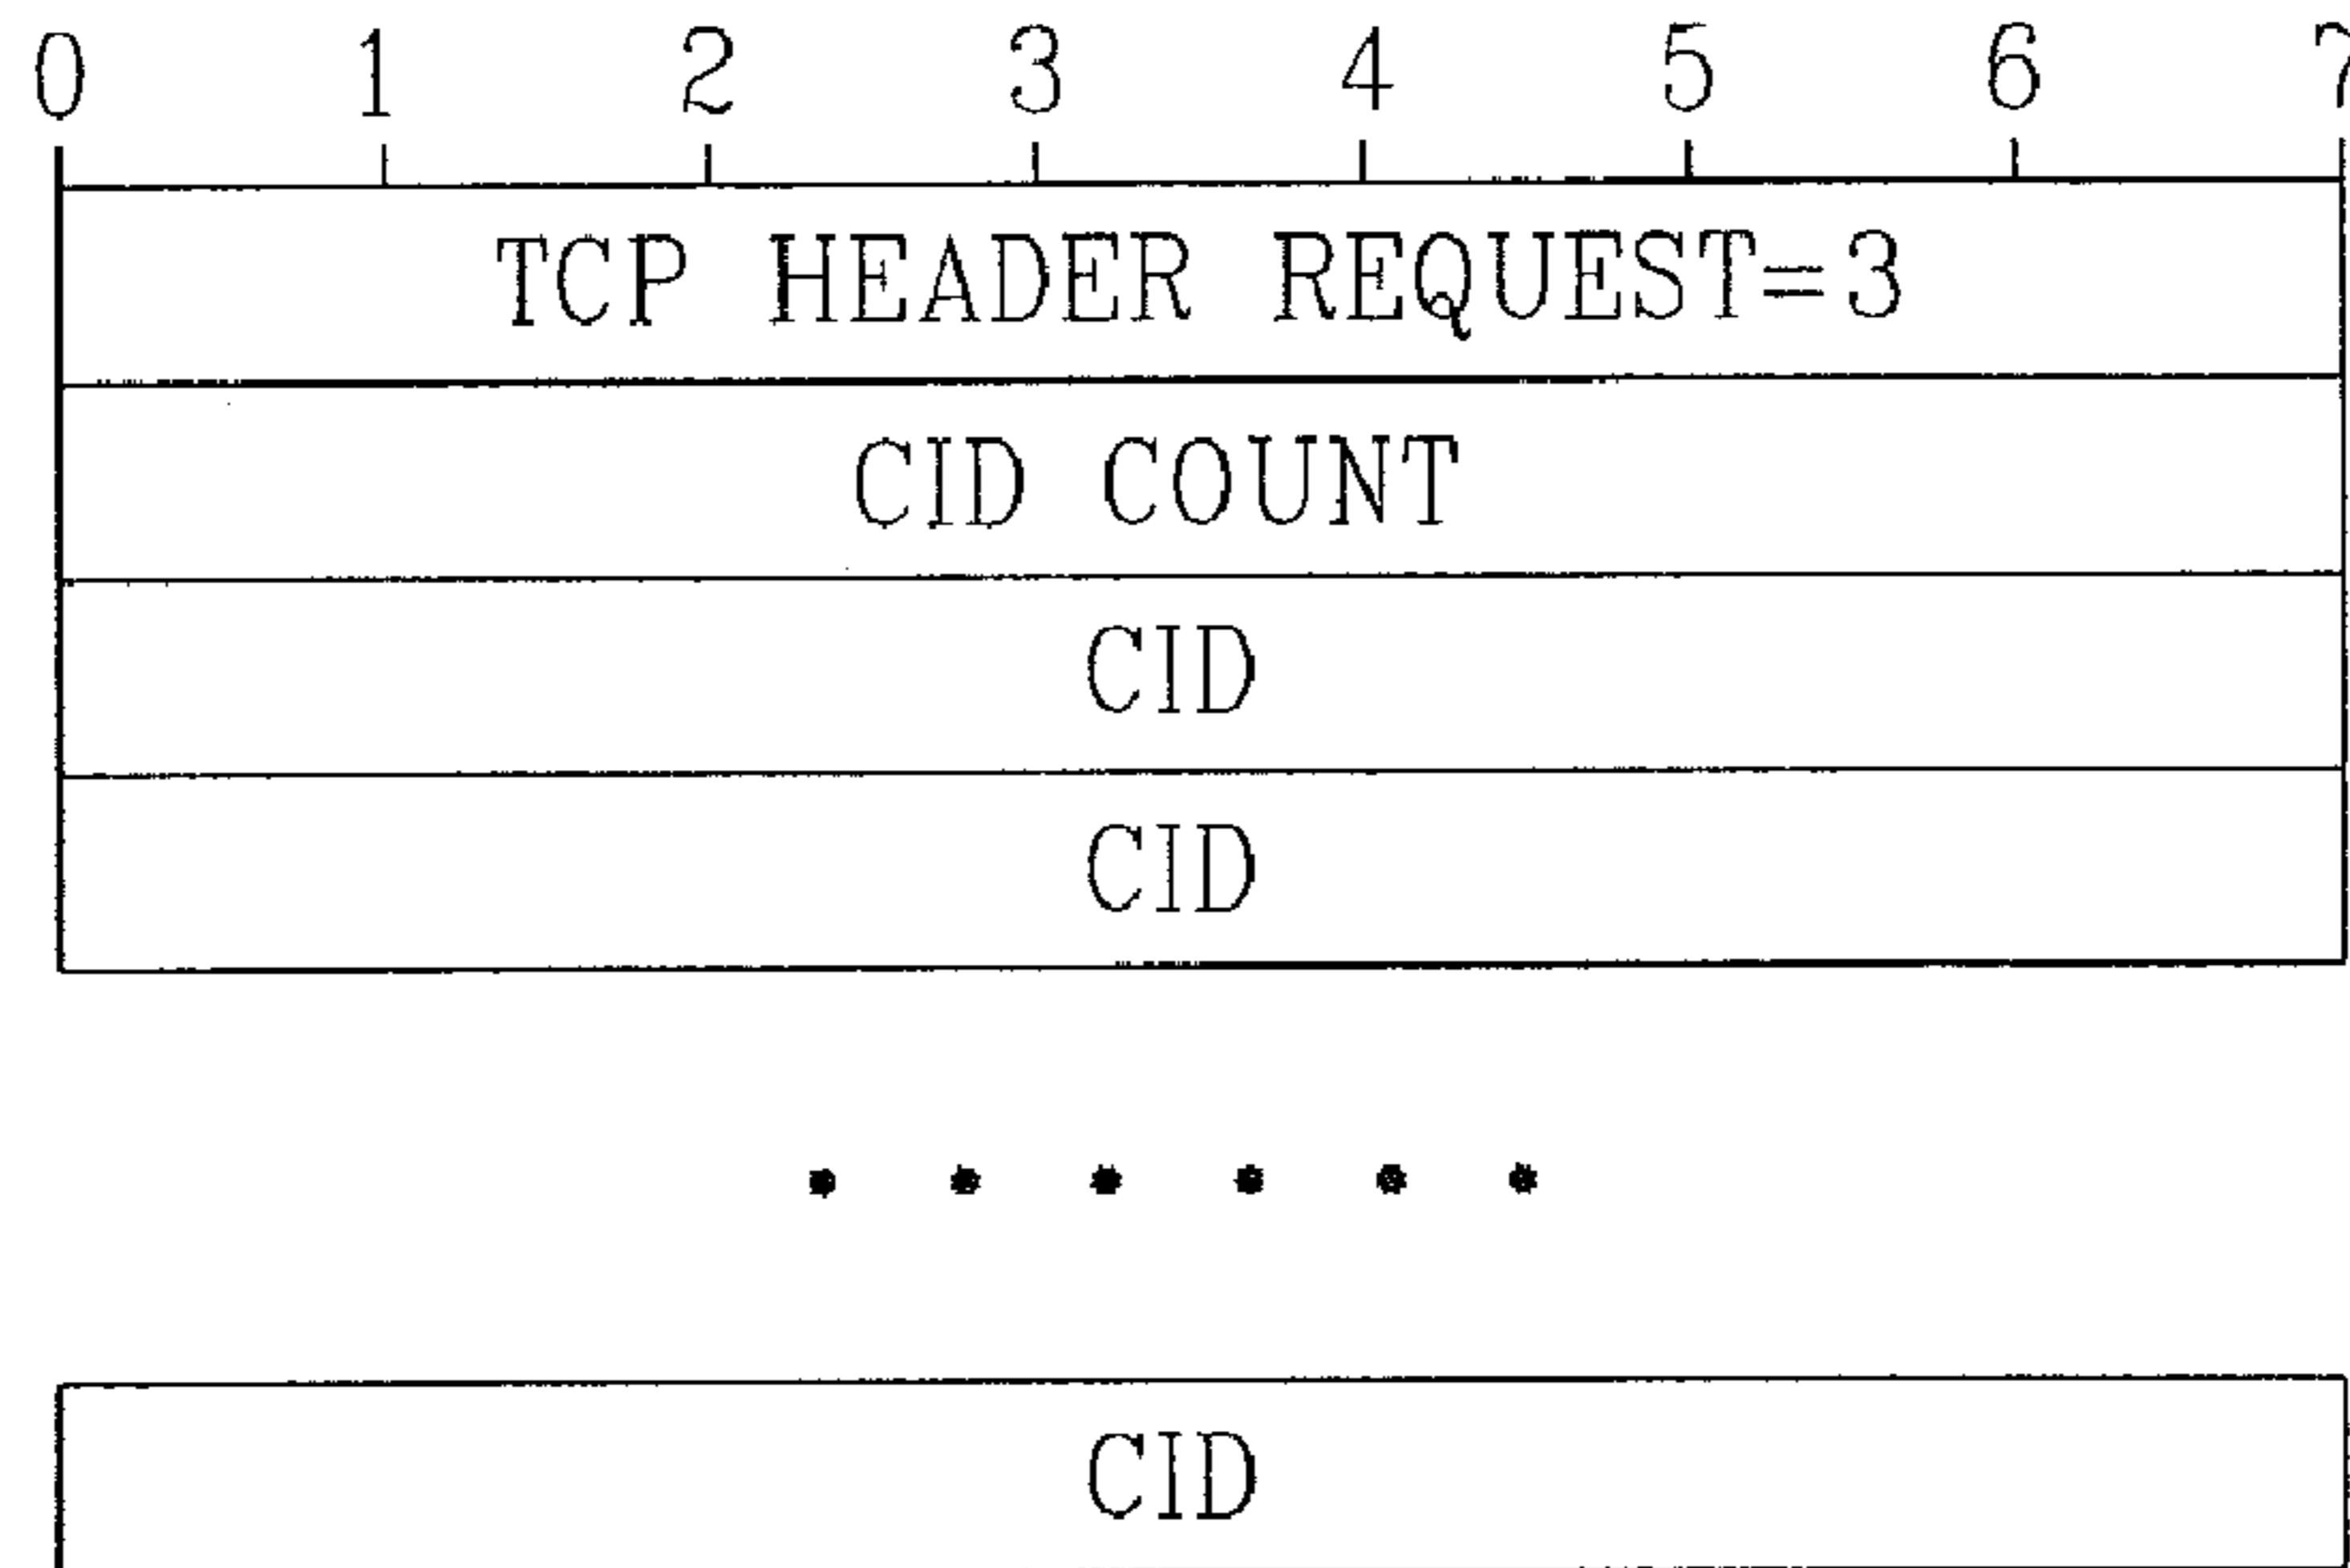 0 1 2 3 4 5 6 7
TCP HEADER REQUEST=3
CID COUNT
CID
CID
CID